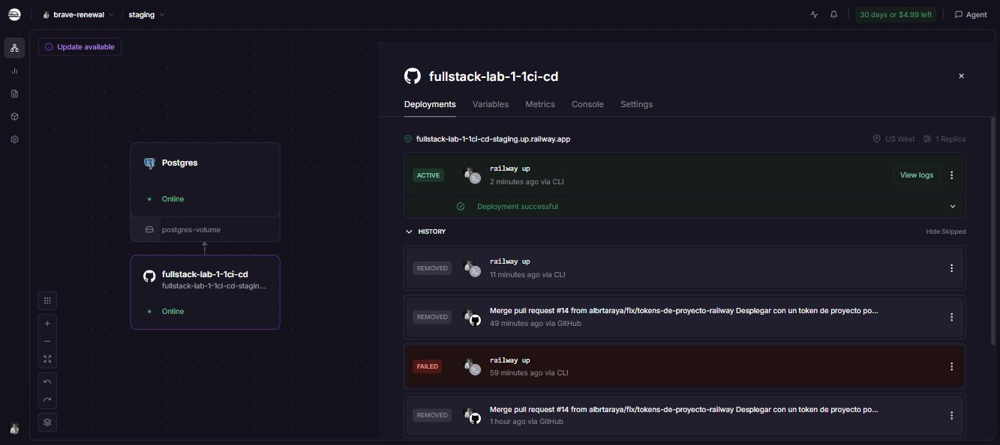 brave-renewal / staging
30 days or $4.99 left
Agent
Update available
Postgres
Online
postgres-volume
fullstack-lab-1-1ci-cd
fullstack-lab-1-1ci-cd-stagin...
Online
fullstack-lab-1-1ci-cd
Deployments Variables Metrics Console Settings
fullstack-lab-1-1ci-cd-staging.up.railway.app
US West 1 Replica
ACTIVE
railway up
2 minutes ago via CLI
View logs
Deployment successful
HISTORY
Hide Skipped
REMOVED
railway up
11 minutes ago via CLI
REMOVED
Merge pull request #14 from albrtaraya/fix/tokens-de-proyecto-railway Desplegar con un token de proyecto po...
49 minutes ago via GitHub
FAILED
railway up
59 minutes ago via CLI
REMOVED
Merge pull request #14 from albrtaraya/fix/tokens-de-proyecto-railway Desplegar con un token de proyecto po...
1 hour ago via GitHub